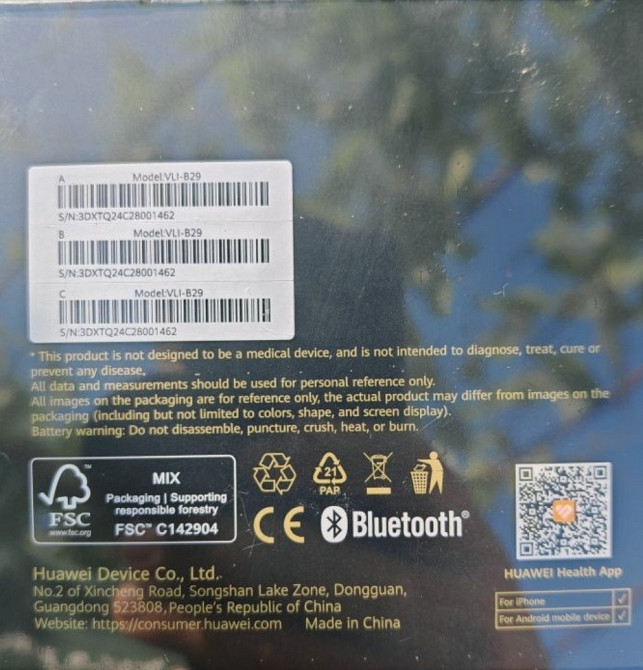 A Model:VLI-B29
S/N:3DXTQ24C28001462
B Model:VLI-B29
S/N:3DXTQ24C28001462
C Model:VLI-B29
S/N:3DXTQ24C28001462
* This product is not designed to be a medical device, and is not intended to diagnose, treat, cure or
prevent any disease.
All data and measurements should be used for personal reference only.
All images on the packaging are for reference only, the actual product may differ from images on the
packaging (including but not limited to colors, shape, and screen display).
Battery warning: Do not disassemble, puncture, crush, heat, or burn.
FSC
www.fsc.org
MIX
Packaging | Supporting
responsible forestry
FSC™ C142904
21
PAP
CE
Bluetooth®
HUAWEI Health App
For iPhone
For Android mobile device
Huawei Device Co., Ltd.
No.2 of Xincheng Road, Songshan Lake Zone, Dongguan,
Guangdong 523808, People's Republic of China
Website: https://consumer.huawei.com Made in China